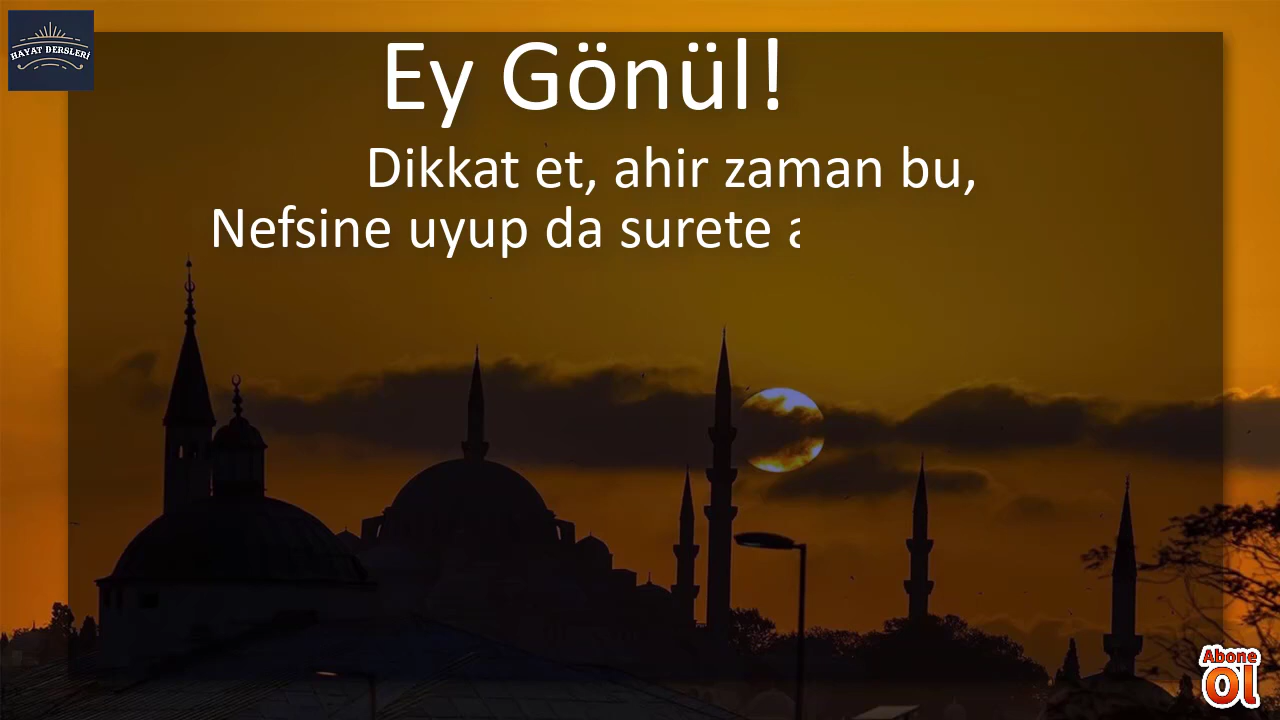 HAYAT DERSLERİ
Ey Gönül!
Dikkat et, ahir zaman bu,
Nefsine uyup da surete
Abone
ol